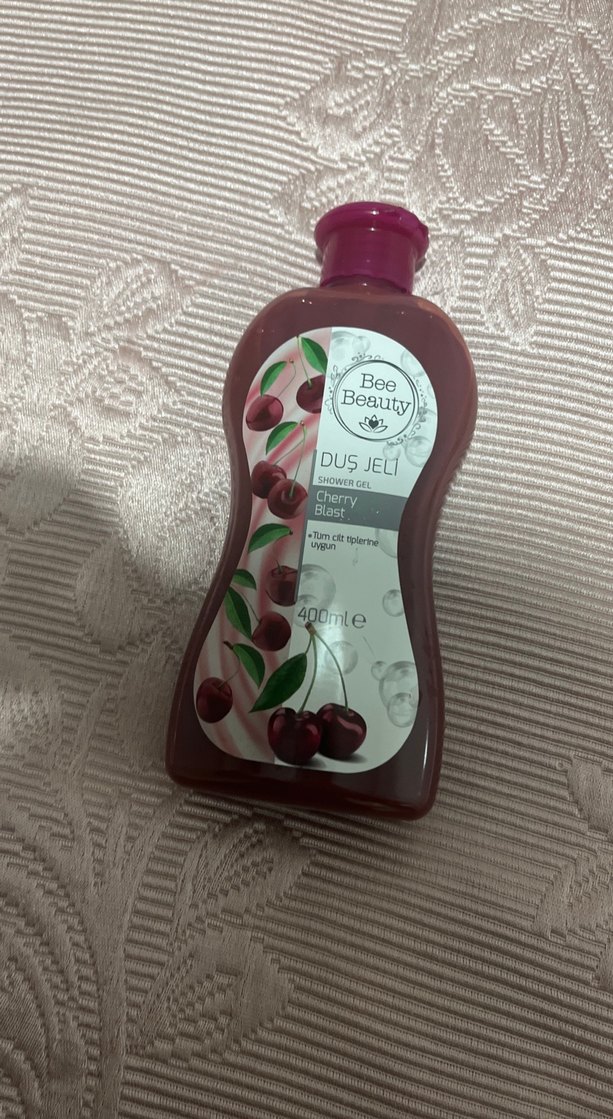 Bee
Beauty
DUŞ JELİ
SHOWER GEL
Cherry
Blast
•Tüm cilt tiplerine
uygun
400ml e